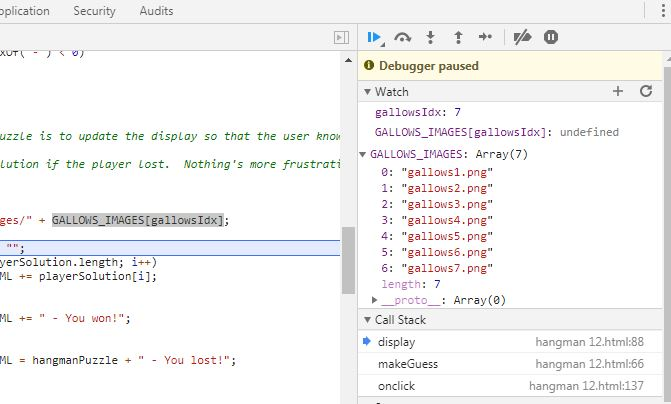 pplication Security Audits
Debugger paused
Watch
gallowsIdx: 7
GALLOWS_IMAGES[gallowsIdx]: undefined
GALLOWS_IMAGES: Array(7)
0: "gallows1.png"
1: "gallows2.png"
2: "gallows3.png"
3: "gallows4.png"
4: "gallows5.png"
5: "gallows6.png"
6: "gallows7.png"
length: 7
__proto__: Array(0)
Call Stack
display hangman 12.html:88
makeGuess hangman 12.html:66
onclick hangman 12.html:137
xOf("-") < 0)
uzzle is to update the display so that the user know
lution if the player lost. Nothing's more frustrati
ges/" + GALLOWS_IMAGES[gallowsIdx];
"";
yerSolution.length; i++)
ML += playerSolution[i];
ML += " - You won!";
ML = hangmanPuzzle + " - You lost!";